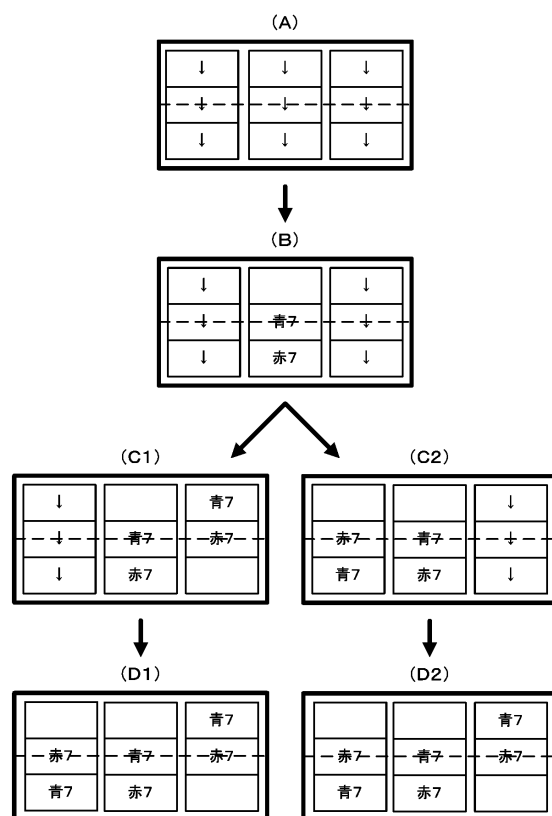 (A)
↓ ↓ ↓
↓ ↓ ↓
↓ ↓ ↓
(B)
↓ ↓
↓ 青7 ↓
↓ 赤7 ↓
(C1)
↓ 青7
↓ 青7 赤7
↓ 赤7
(C2)
↓
赤7 青7 ↓
青7 赤7 ↓
(D1)
青7
赤7 青7 赤7
青7 赤7
(D2)
青7
赤7 青7 赤7
青7 赤7